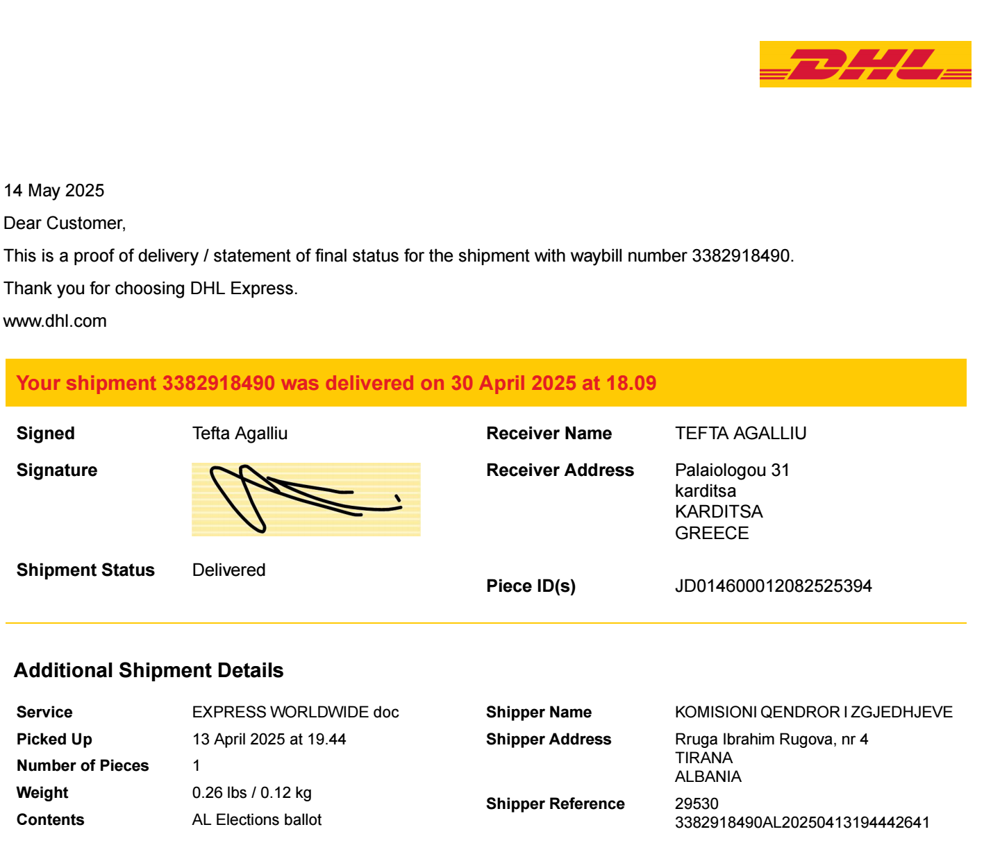 DHL
14 May 2025
Dear Customer,
This is a proof of delivery / statement of final status for the shipment with waybill number 3382918490.
Thank you for choosing DHL Express.
www.dhl.com
Your shipment 3382918490 was delivered on 30 April 2025 at 18.09
Signed Tefta Agalliu
Signature
Shipment Status Delivered
Receiver Name TEFTA AGALLIU
Receiver Address Palaiologou 31
karditsa
KARDITSA
GREECE
Piece ID(s) JD014600012082525394
Additional Shipment Details
Service EXPRESS WORLDWIDE doc
Picked Up 13 April 2025 at 19.44
Number of Pieces 1
Weight 0.26 lbs / 0.12 kg
Contents AL Elections ballot
Shipper Name KOMISIONI QENDROR I ZGJEDHJEVE
Shipper Address Rruga Ibrahim Rugova, nr 4
TIRANA
ALBANIA
Shipper Reference 29530
3382918490AL20250413194442641